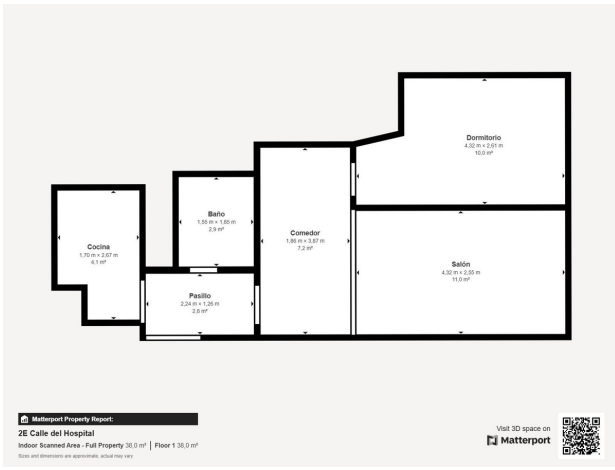 Dormitorio
4,32 m × 2,61 m
10,0 m²
Baño
1,55 m × 1,85 m
2,9 m²
Comedor
1,86 m × 3,87 m
7,2 m²
Cocina
1,70 m × 2,67 m
4,1 m²
Salón
4,32 m × 2,55 m
11,0 m²
Pasillo
2,24 m × 1,26 m
2,8 m²
Matterport Property Report:
2E Calle del Hospital
Indoor Scanned Area - Full Property 38,0 m² | Floor 1 38,0 m²
Sizes and dimensions are approximate, actual may vary.
Visit 3D space on
Matterport